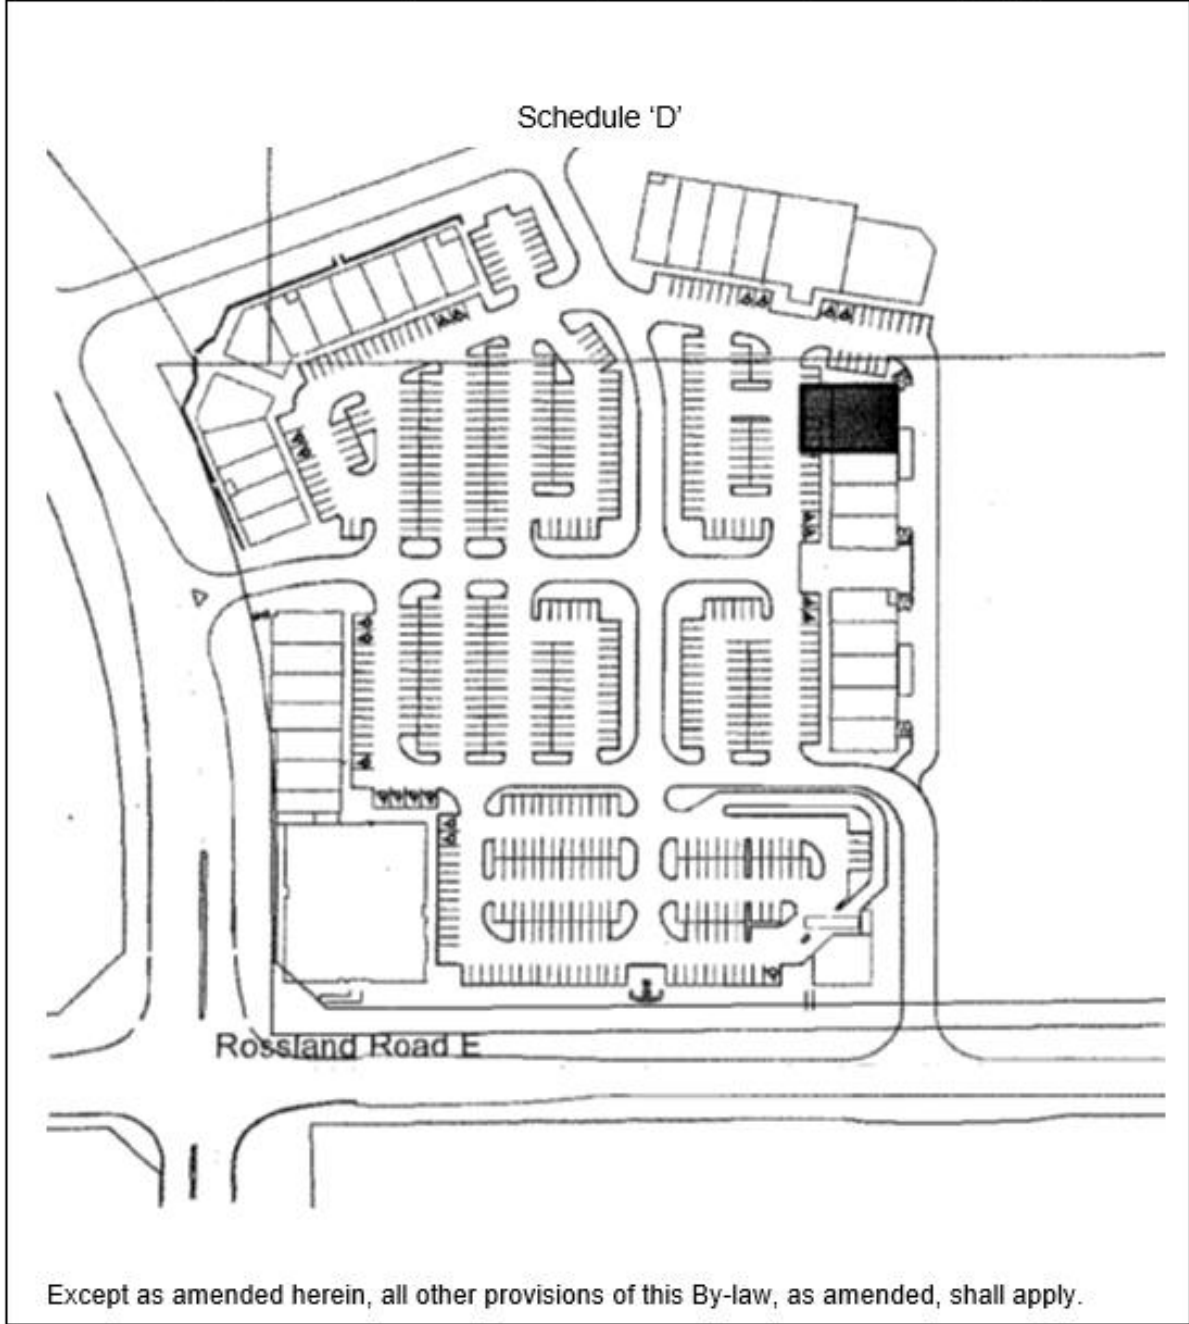 Schedule ‘D’
Rossland Road E
Except as amended herein, all other provisions of this By-law, as amended, shall apply.